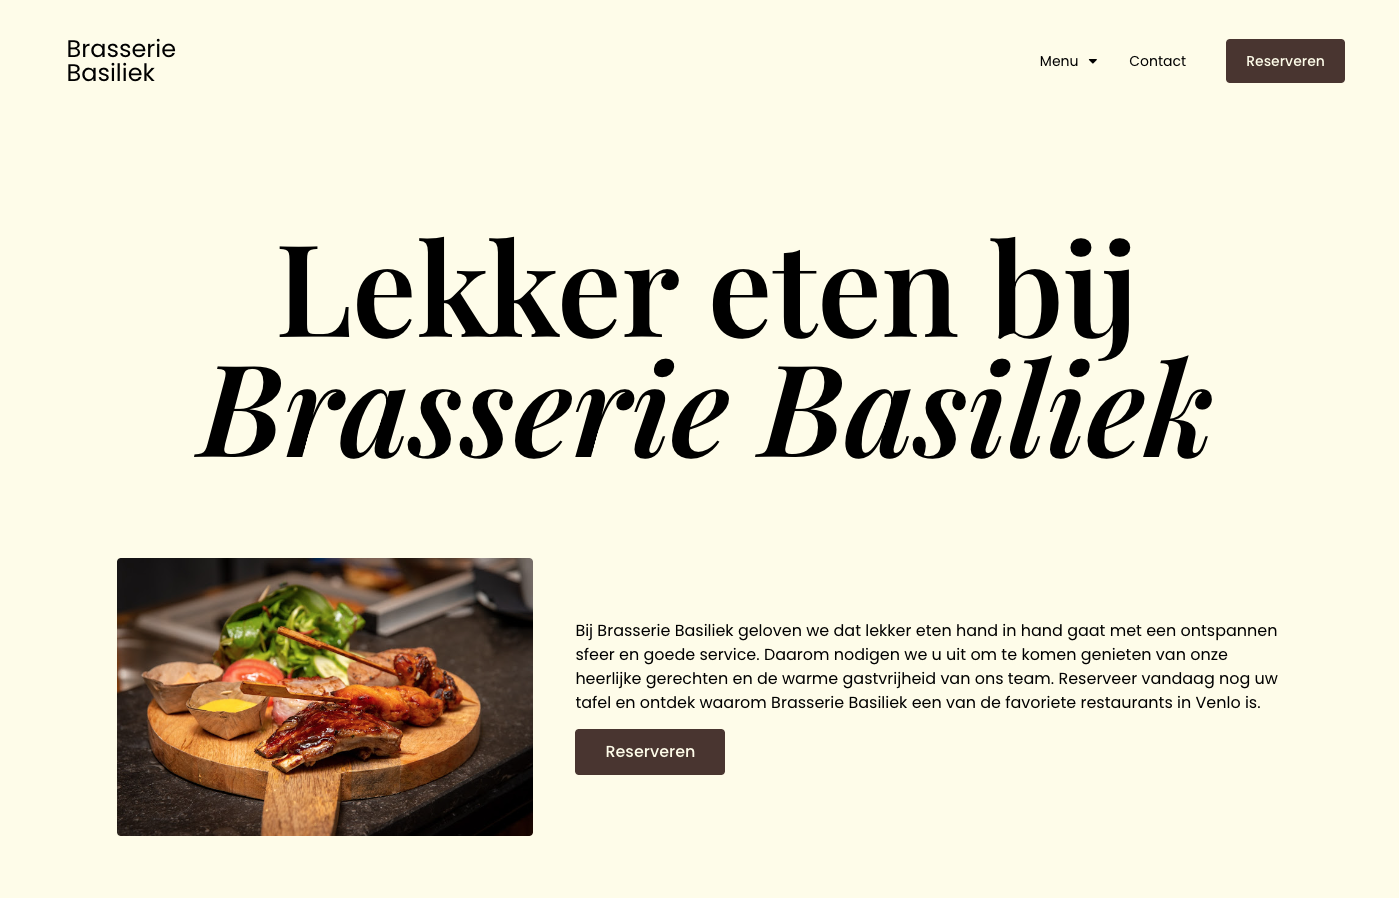 Brasserie
Basiliek
Menu
Contact
Reserveren
Lekker eten bij
Brasserie Basiliek
Bij Brasserie Basiliek geloven we dat lekker eten hand in hand gaat met een ontspannen
sfeer en goede service. Daarom nodigen we u uit om te komen genieten van onze
heerlijke gerechten en de warme gastvrijheid van ons team. Reserveer vandaag nog uw
tafel en ontdek waarom Brasserie Basiliek een van de favoriete restaurants in Venlo is.
Reserveren